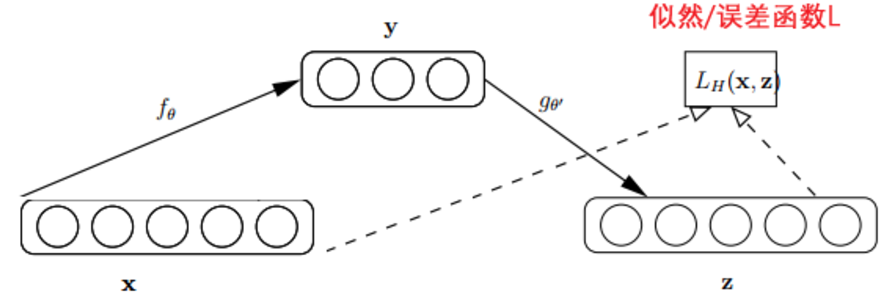 似然/误差函数L
y
L_H(x, z)
f_θ
g_θ'
x
z